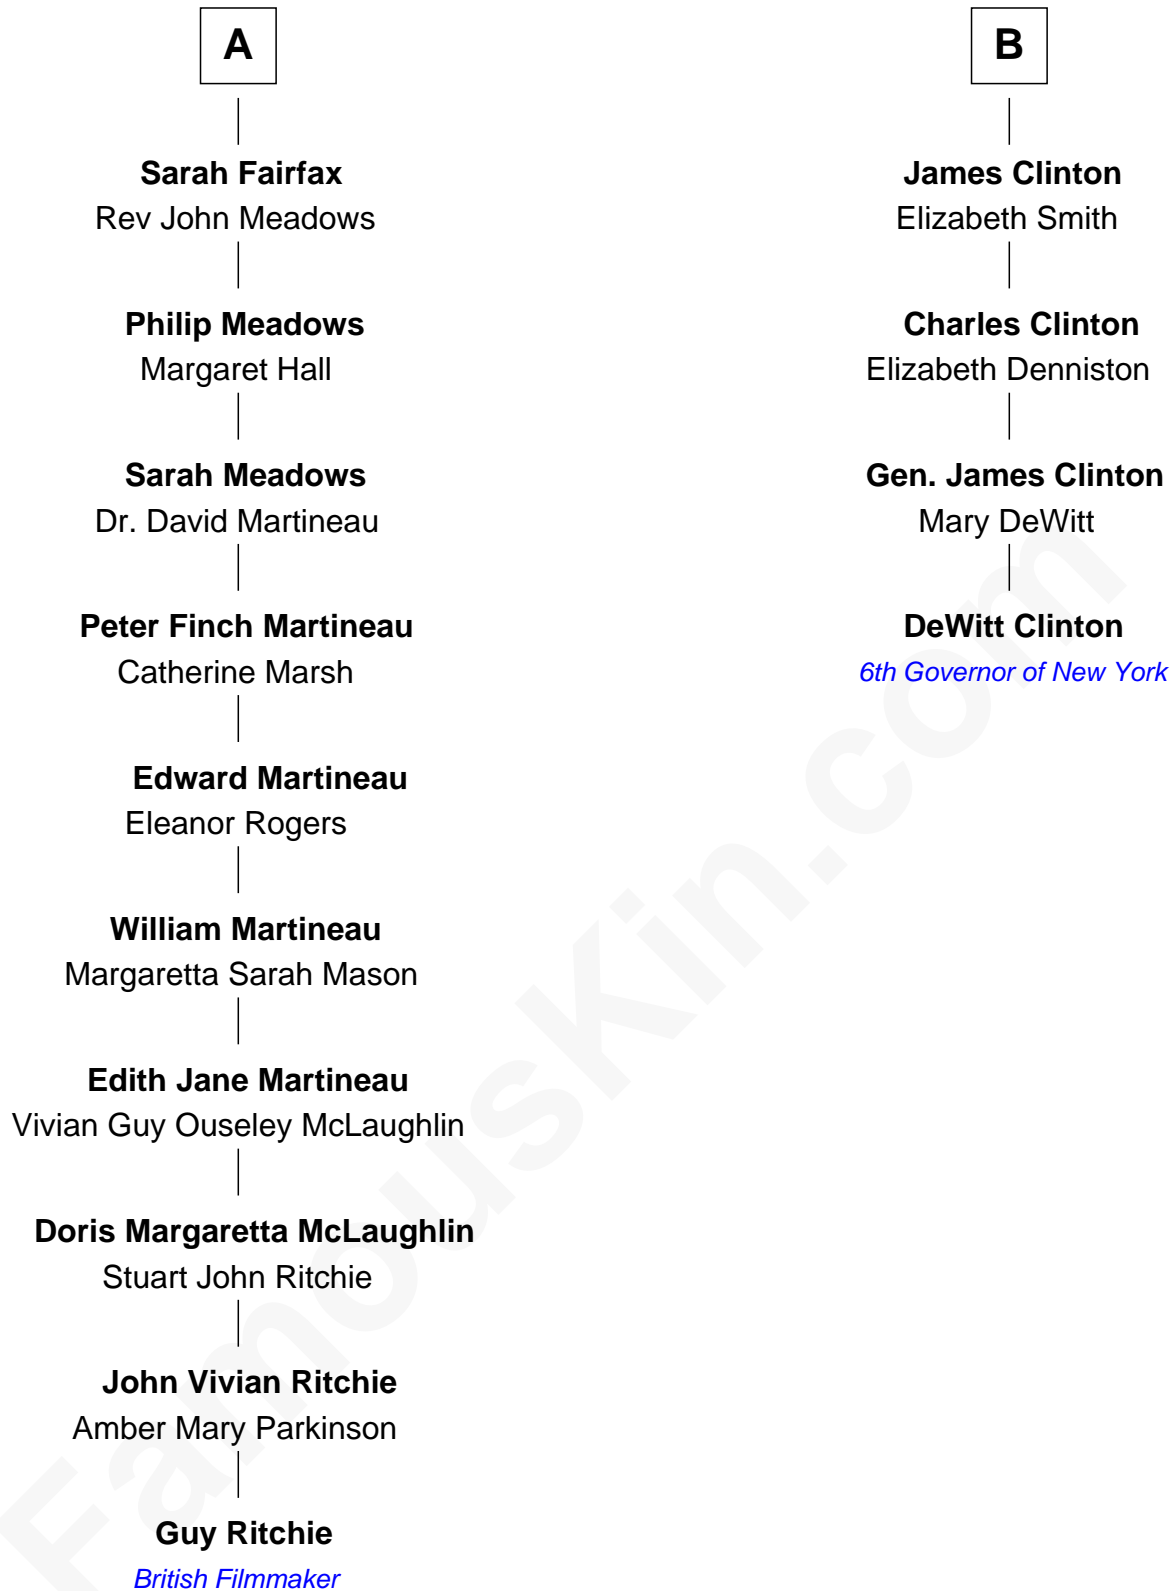 A
Sarah Fairfax
Rev John Meadows
Philip Meadows
Margaret Hall
Sarah Meadows
Dr. David Martineau
Peter Finch Martineau
Catherine Marsh
Edward Martineau
Eleanor Rogers
William Martineau
Margaretta Sarah Mason
Edith Jane Martineau
Vivian Guy Ouseley McLaughlin
Doris Margaretta McLaughlin
Stuart John Ritchie
John Vivian Ritchie
Amber Mary Parkinson
Guy Ritchie
British Filmmaker
B
James Clinton
Elizabeth Smith
Charles Clinton
Elizabeth Denniston
Gen. James Clinton
Mary DeWitt
DeWitt Clinton
6th Governor of New York
FamousKin.com